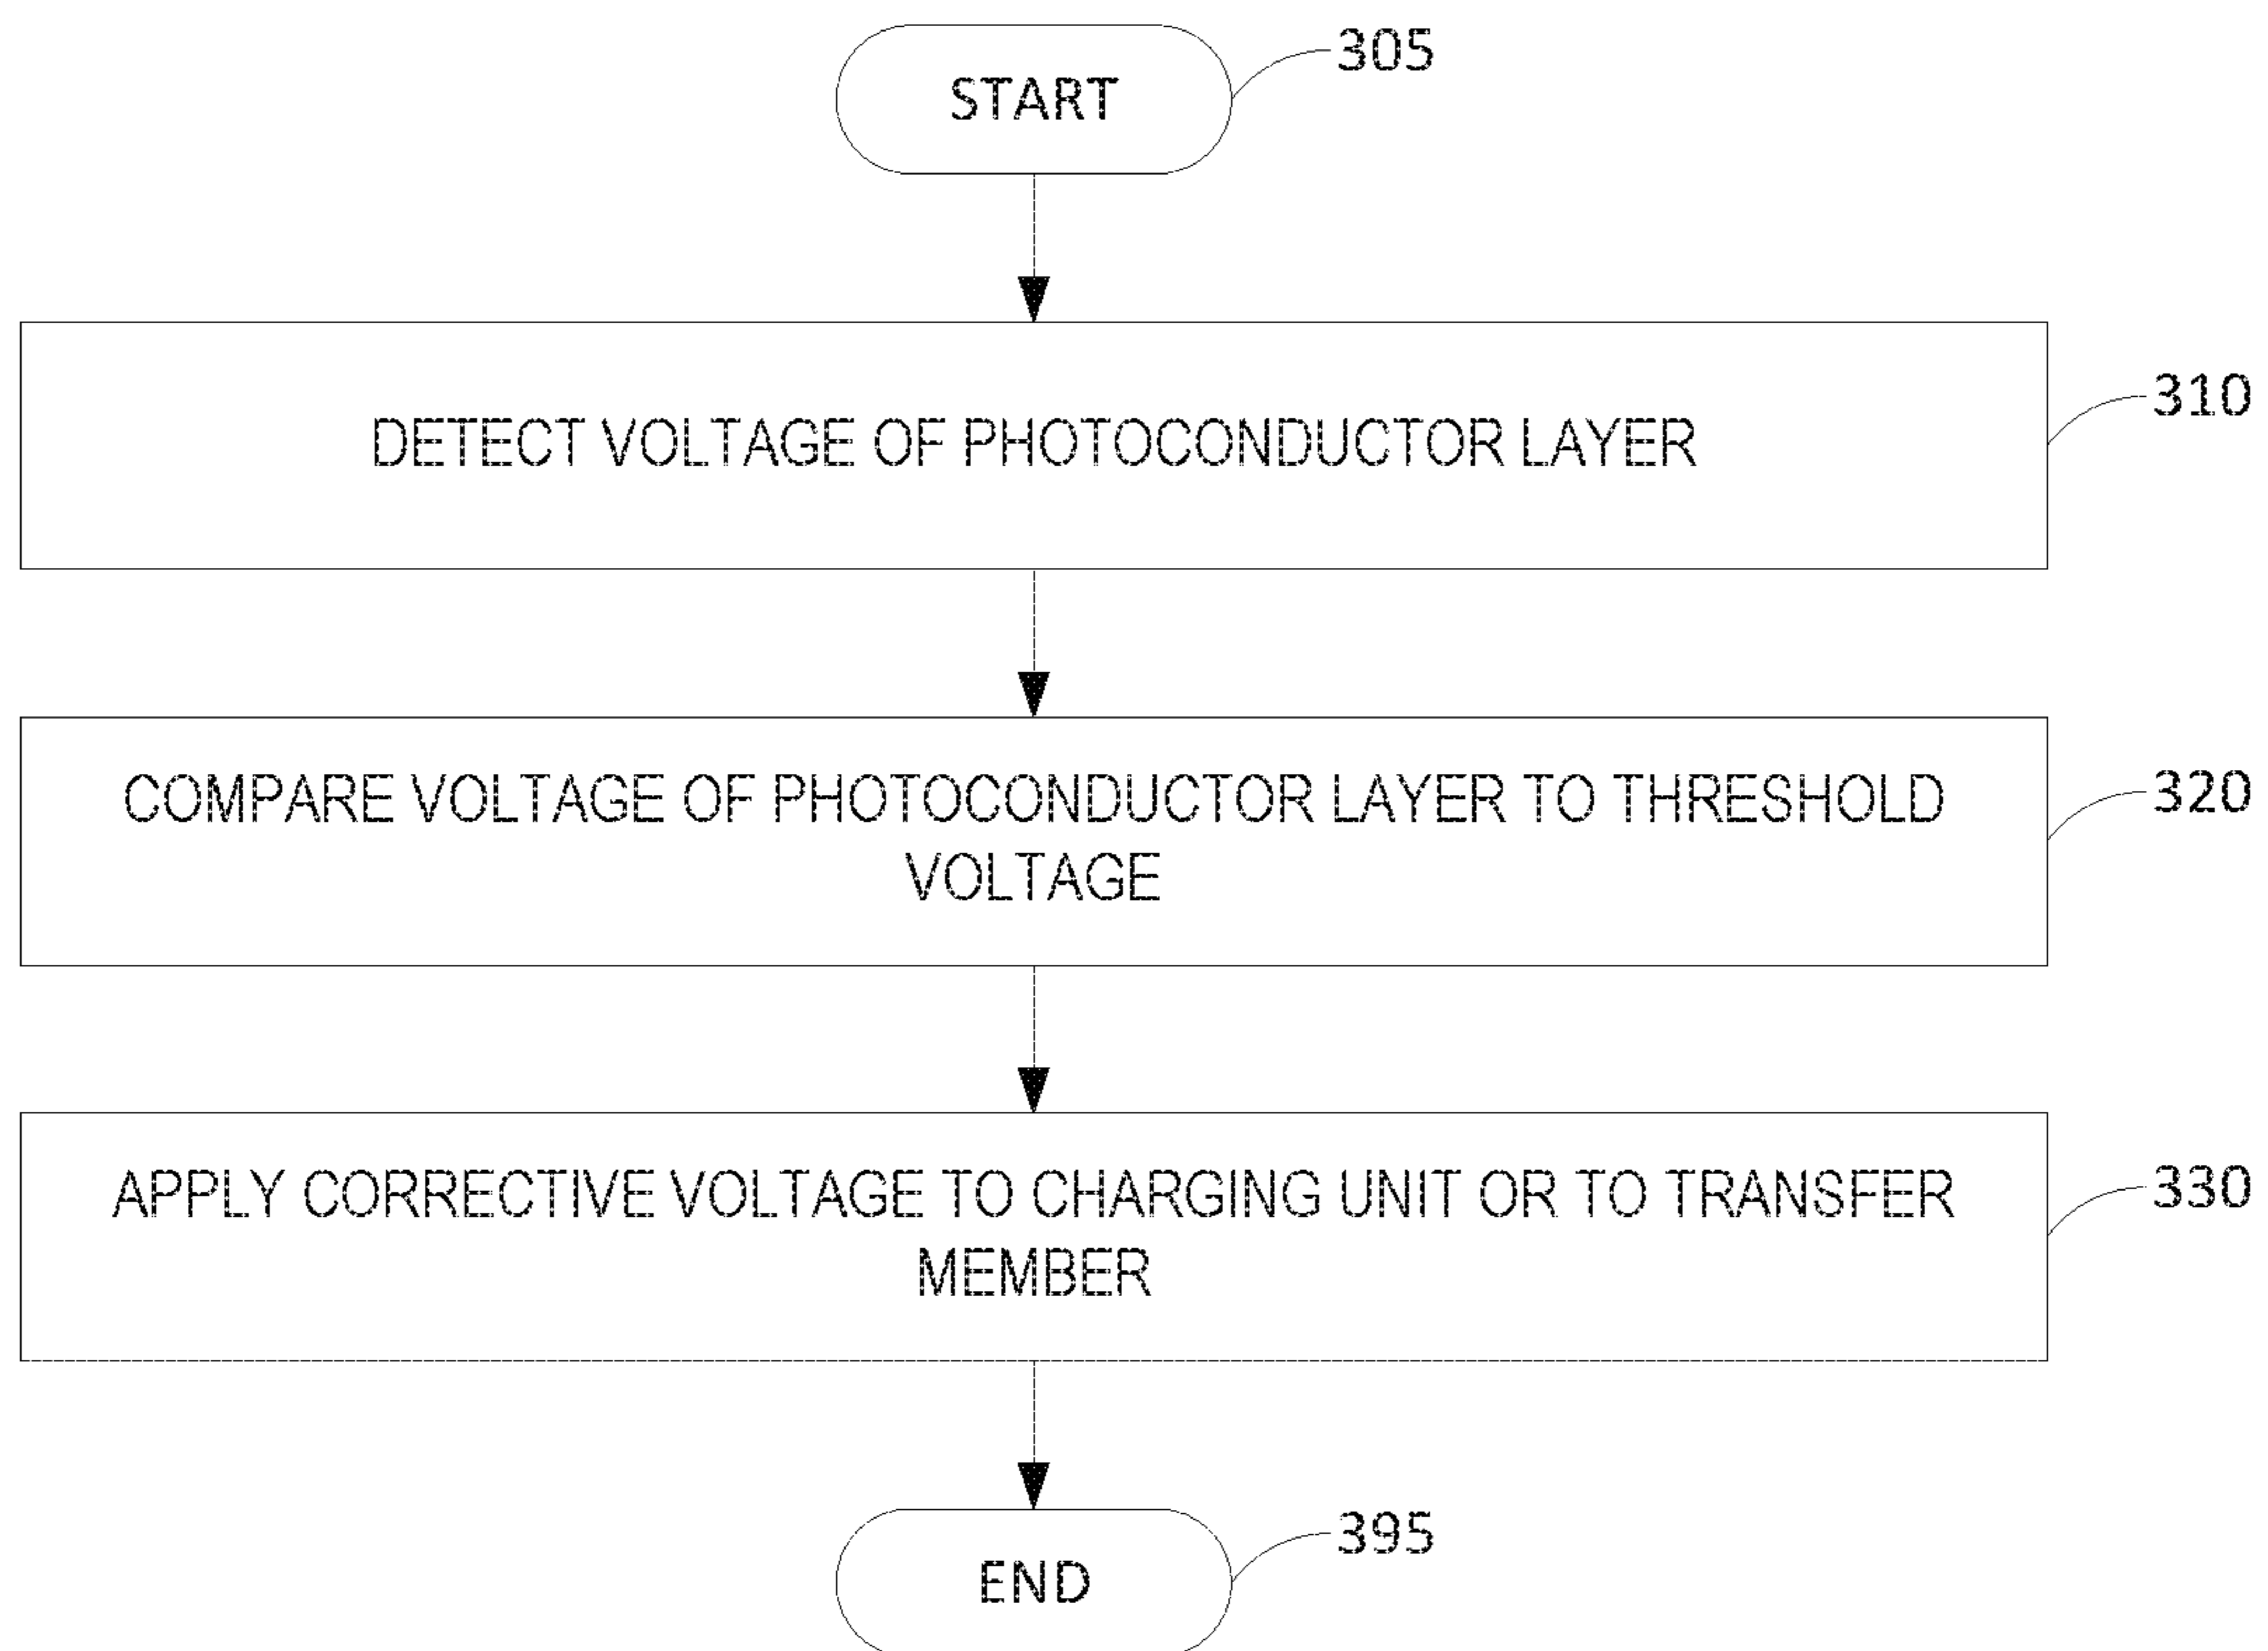 START
305
DETECT VOLTAGE OF PHOTOCONDUCTOR LAYER
310
COMPARE VOLTAGE OF PHOTOCONDUCTOR LAYER TO THRESHOLD
VOLTAGE
320
APPLY CORRECTIVE VOLTAGE TO CHARGING UNIT OR TO TRANSFER
MEMBER
330
END
395